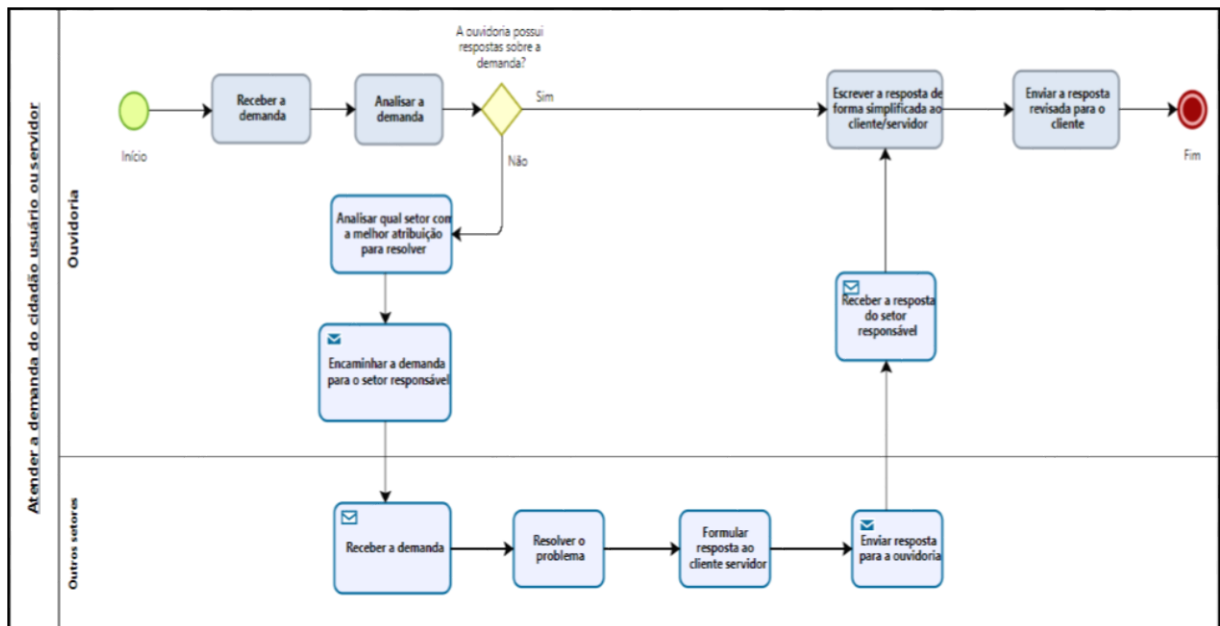 Atender a demanda do cidadão usuário ou servidor
Ouvidoria
Início
Receber a
demanda
Analisar a
demanda
A ouvidoria possui
respostas sobre a
demanda?
Sim
Não
Escrever a resposta de
forma simplificada ao
cliente/servidor
Enviar a resposta
revisada para o
cliente
Fim
Analisar qual setor com
a melhor atribuição
para resolver
Encaminhar a demanda
para o setor responsável
Receber a resposta
do setor
responsável
Outros setores
Receber a demanda
Resolver o
problema
Formular
resposta ao
cliente servidor
Enviar resposta
para a ouvidoria